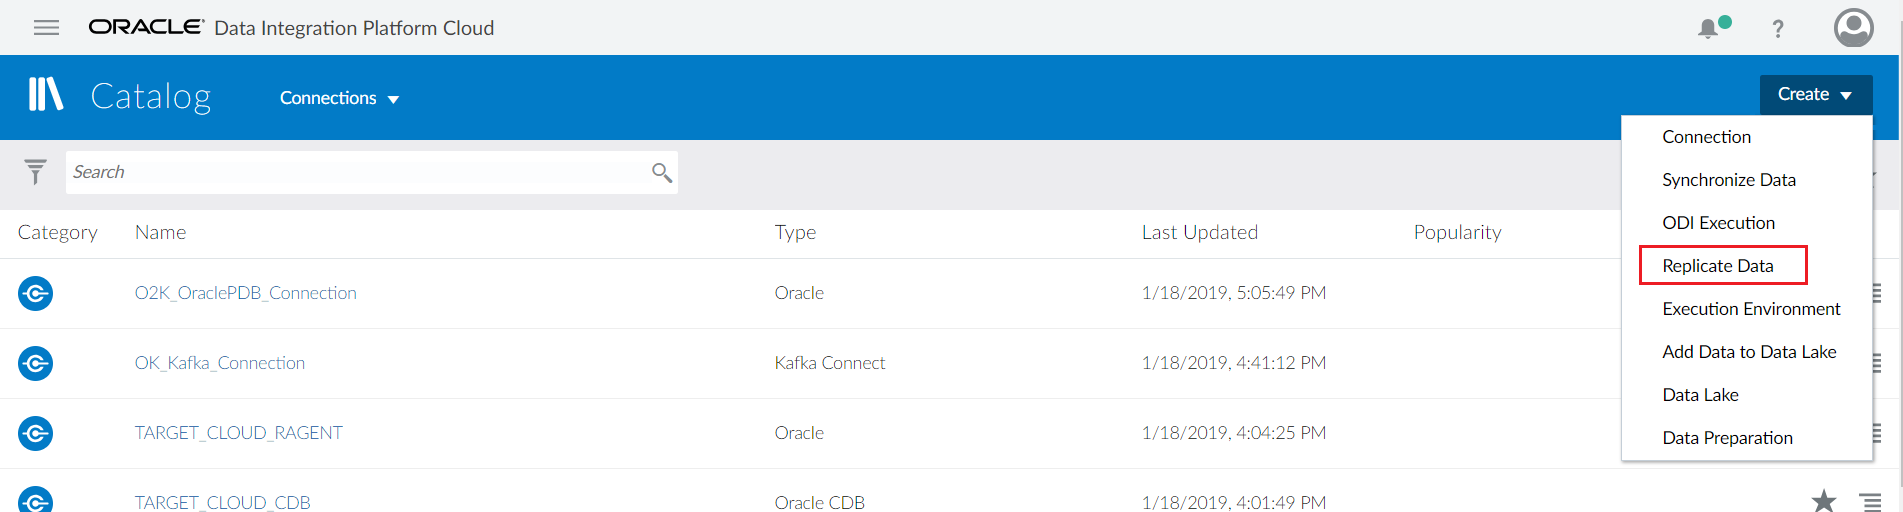 ORACLE Data Integration Platform Cloud
?
Catalog
Connections
Create
Connection
Synchronize Data
ODI Execution
Replicate Data
Execution Environment
Add Data to Data Lake
Data Lake
Data Preparation
Search
Category Name Type Last Updated Popularity
O2K_OraclePDB_Connection Oracle 1/18/2019, 5:05:49 PM
OK_Kafka_Connection Kafka Connect 1/18/2019, 4:41:12 PM
TARGET_CLOUD_RAGENT Oracle 1/18/2019, 4:04:25 PM
TARGET_CLOUD_CDB Oracle CDB 1/18/2019, 4:01:49 PM